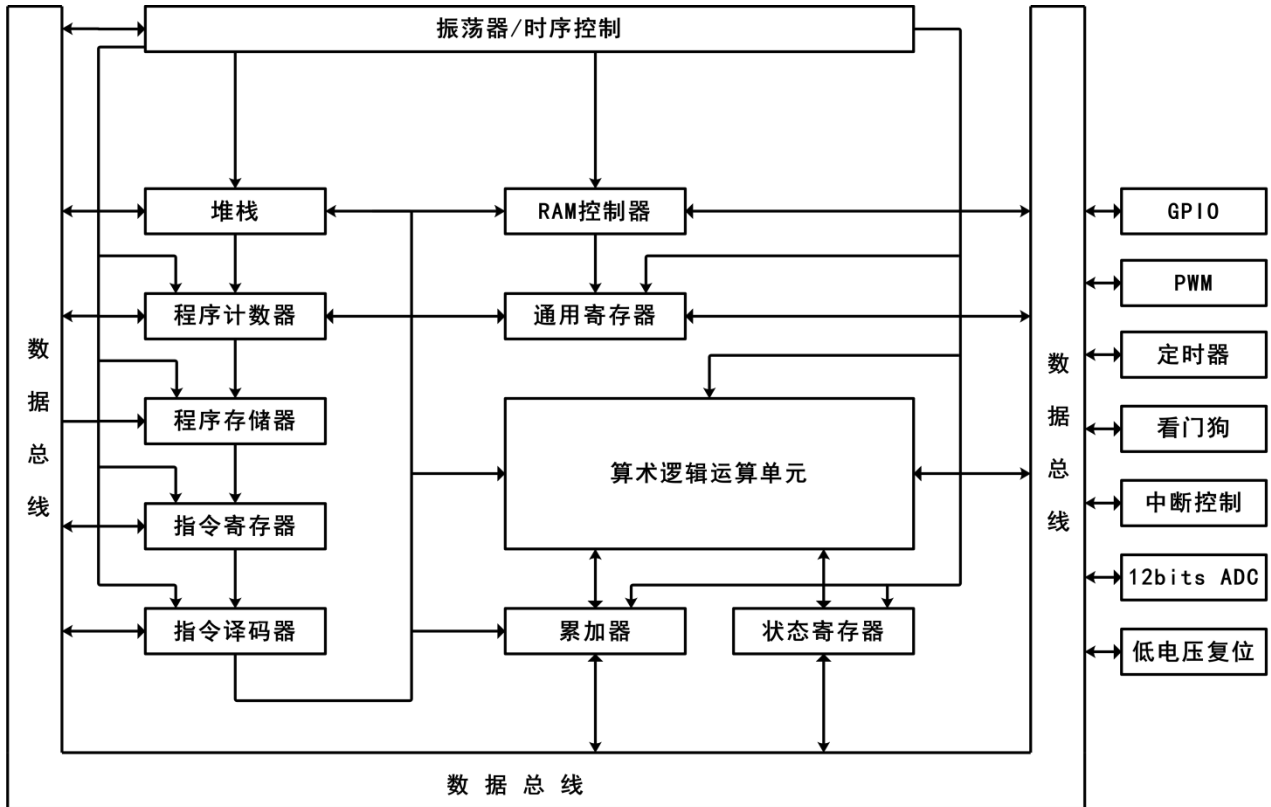 振荡器/时序控制
堆栈
RAM控制器
GPIO
PWM
程序计数器
通用寄存器
定时器
数据总线
数据总线
程序存储器
看门狗
算术逻辑运算单元
中断控制
指令寄存器
12bits ADC
指令译码器
累加器
状态寄存器
低电压复位
数据总线